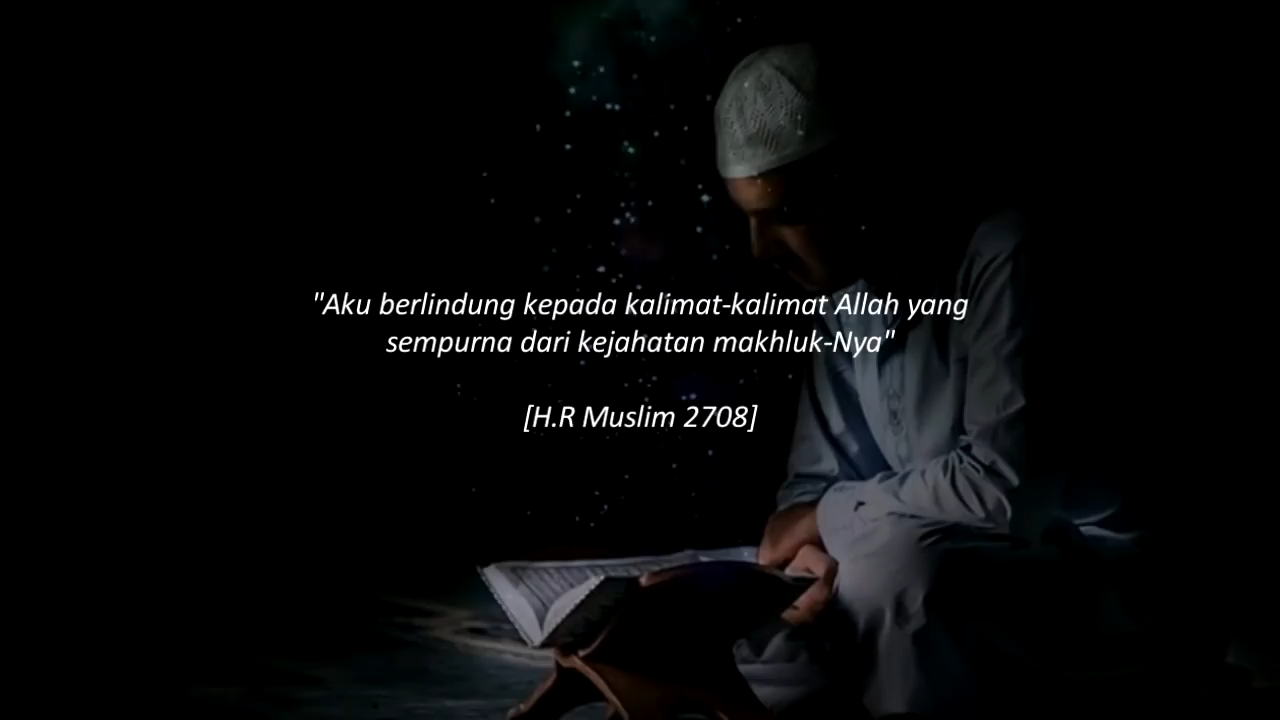 "Aku berlindung kepada kalimat-kalimat Allah yang
sempurna dari kejahatan makhluk-Nya"
[H.R Muslim 2708]